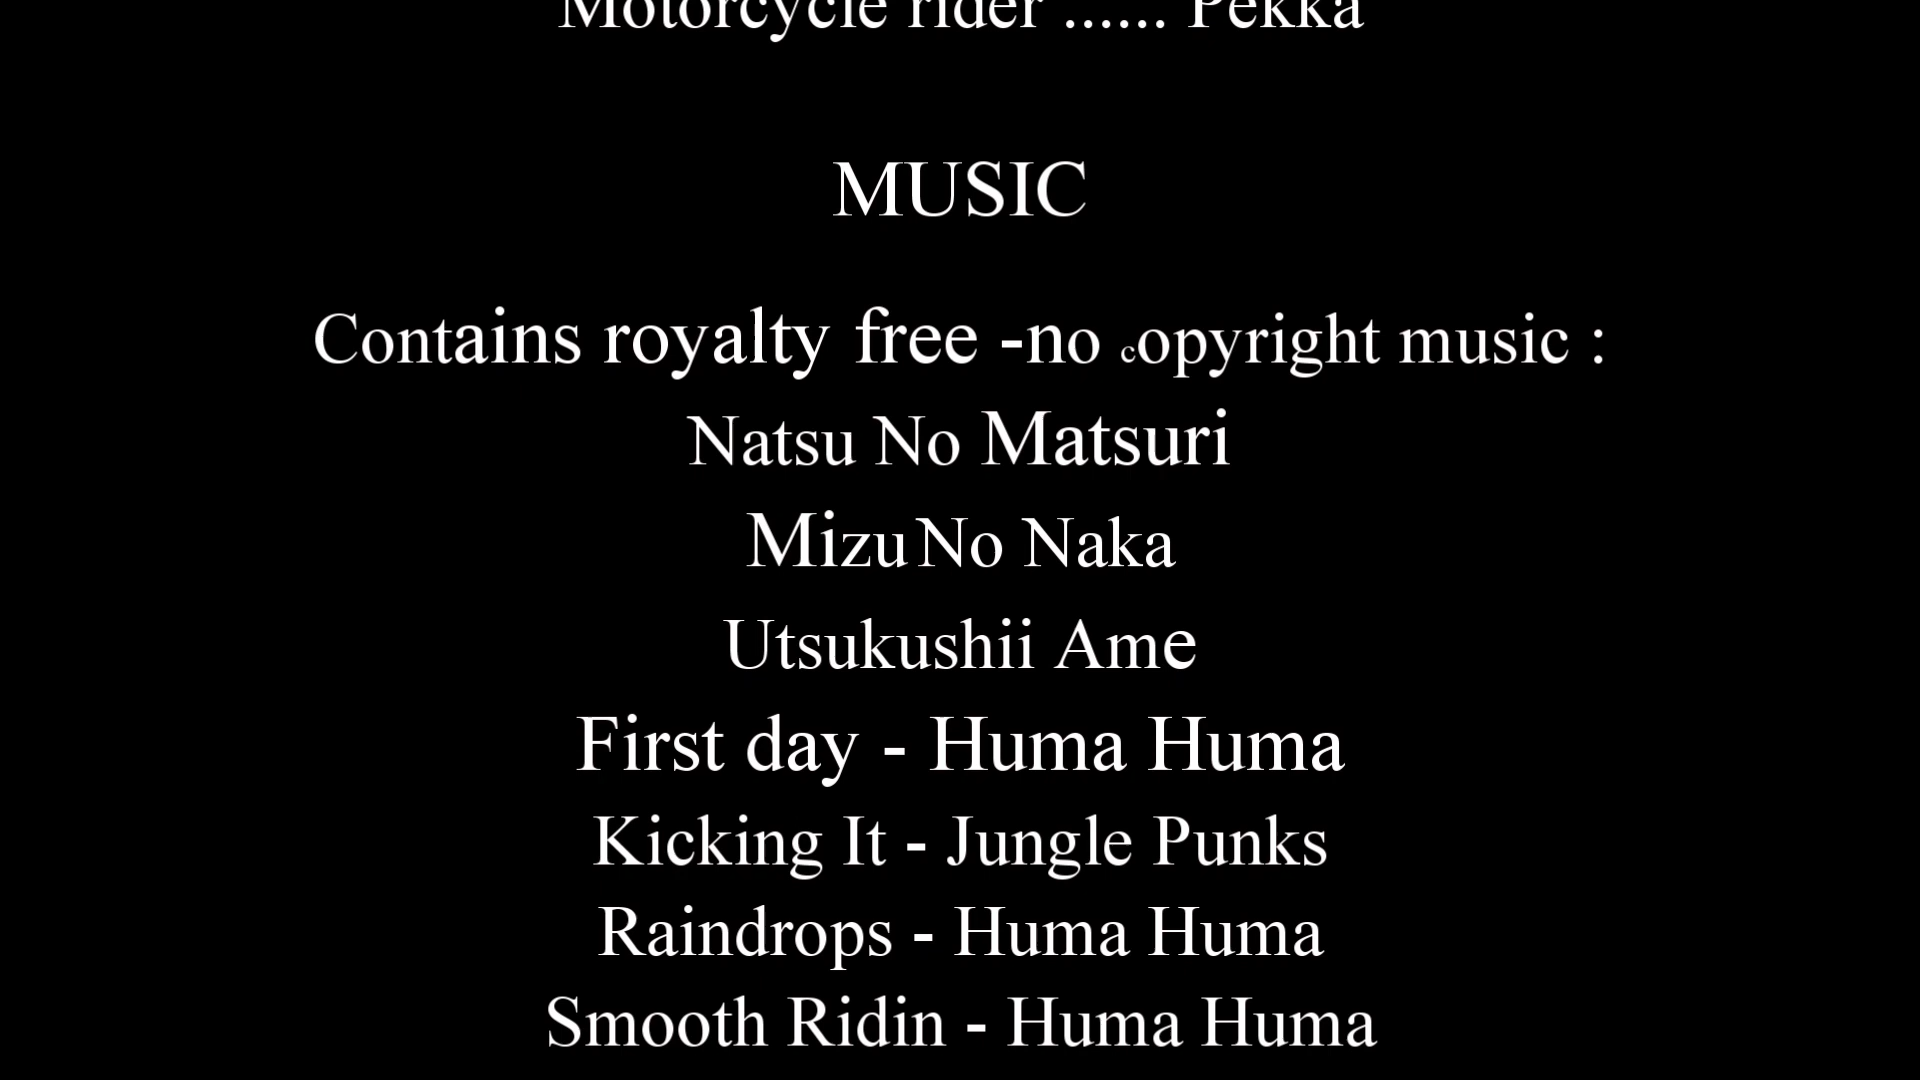 Motorcycle rider ...... Pekka
MUSIC
Contains royalty free -no copyright music :
Natsu No Matsuri
Mizu No Naka
Utsukushii Ame
First day - Huma Huma
Kicking It - Jungle Punks
Raindrops - Huma Huma
Smooth Ridin - Huma Huma